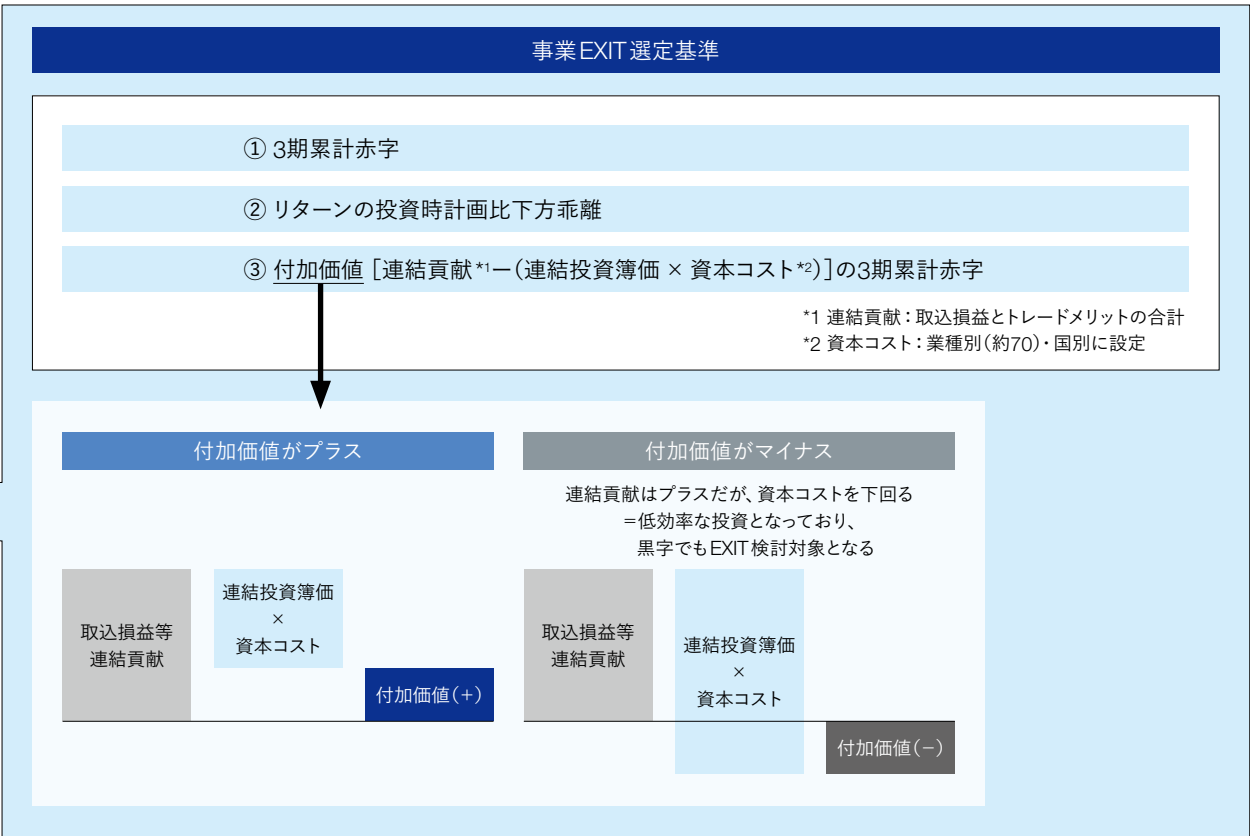 事業EXIT選定基準
① 3期累計赤字
② リターンの投資時計画比下方乖離
③ 付加価値［連結貢献*1ー（連結投資簿価 × 資本コスト*2）］の3期累計赤字
*1 連結貢献：取込損益とトレードメリットの合計
*2 資本コスト：業種別（約70）・国別に設定
付加価値がプラス
取込損益等
連結貢献
連結投資簿価
×
資本コスト
付加価値（+）
付加価値がマイナス
連結貢献はプラスだが、資本コストを下回る
＝低効率な投資となっており、
黒字でもEXIT検討対象となる
取込損益等
連結貢献
連結投資簿価
×
資本コスト
付加価値（−）